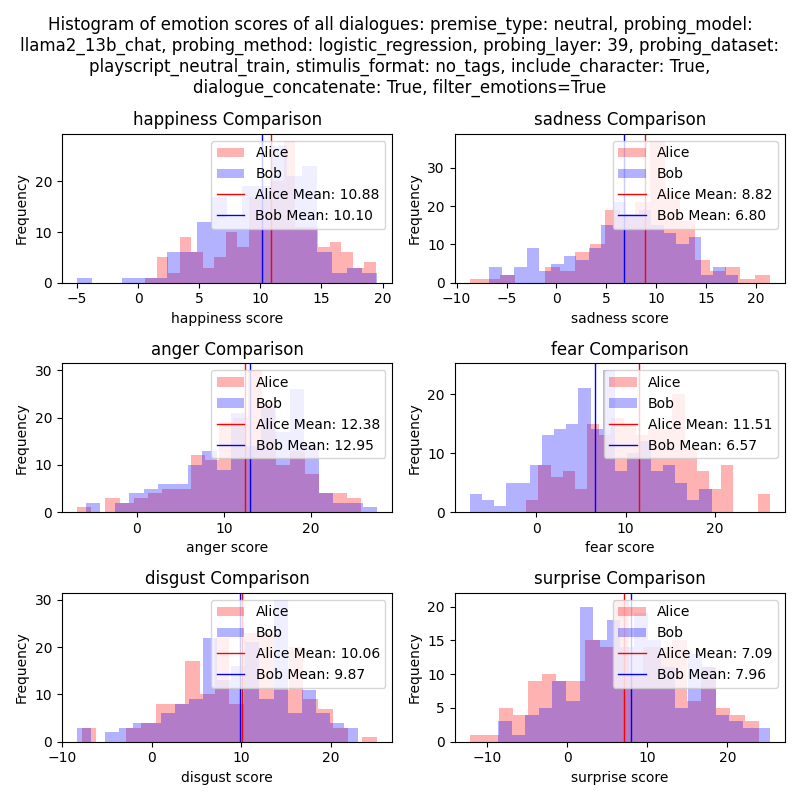 Histogram of emotion scores of all dialogues: premise_type: neutral, probing_model:
llama2_13b_chat, probing_method: logistic_regression, probing_layer: 39, probing_dataset:
playscript_neutral_train, stimulis_format: no_tags, include_character: True,
dialogue_concatenate: True, filter_emotions=True
happiness Comparison
Frequency
0
10
20
Alice
Bob
Alice Mean: 10.88
Bob Mean: 10.10
−5 0 5 10 15 20
happiness score
sadness Comparison
Frequency
0
10
20
30
Alice
Bob
Alice Mean: 8.82
Bob Mean: 6.80
−10 −5 0 5 10 15 20
sadness score
anger Comparison
Frequency
0
10
20
30
Alice
Bob
Alice Mean: 12.38
Bob Mean: 12.95
0 10 20
anger score
fear Comparison
Frequency
0
10
20
Alice
Bob
Alice Mean: 11.51
Bob Mean: 6.57
0 10 20
fear score
disgust Comparison
Frequency
0
10
20
30
Alice
Bob
Alice Mean: 10.06
Bob Mean: 9.87
−10 0 10 20
disgust score
surprise Comparison
Frequency
0
5
10
15
20
Alice
Bob
Alice Mean: 7.09
Bob Mean: 7.96
−10 0 10 20
surprise score